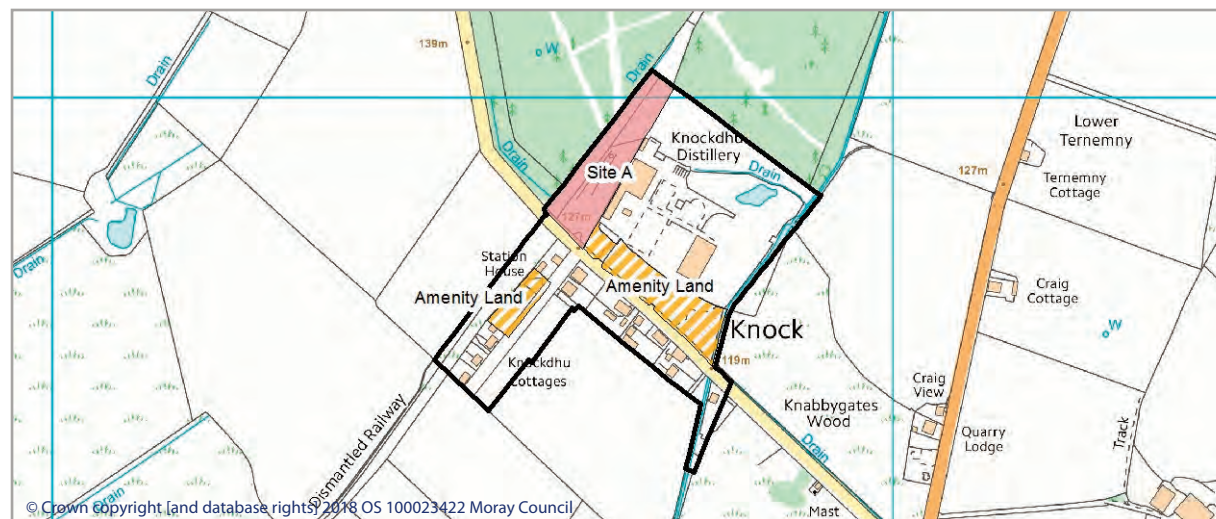 139m
Drain
W
Drain
Drain
Knockdhu
Distillery
Drain
Site A
127m
Lower
Ternemny
127m
Ternemny
Cottage
Drain
Station
House
Amenity Land
Amenity Land
Craig
Cottage
W
Knock
119m
Knockdhu
Cottages
Craig
View
Knabbygates
Wood
Quarry
Lodge
Drain
Track
Dismantled Railway
Drain
Mast
© Crown copyright [and database rights] 2018 OS 100023422 Moray Council